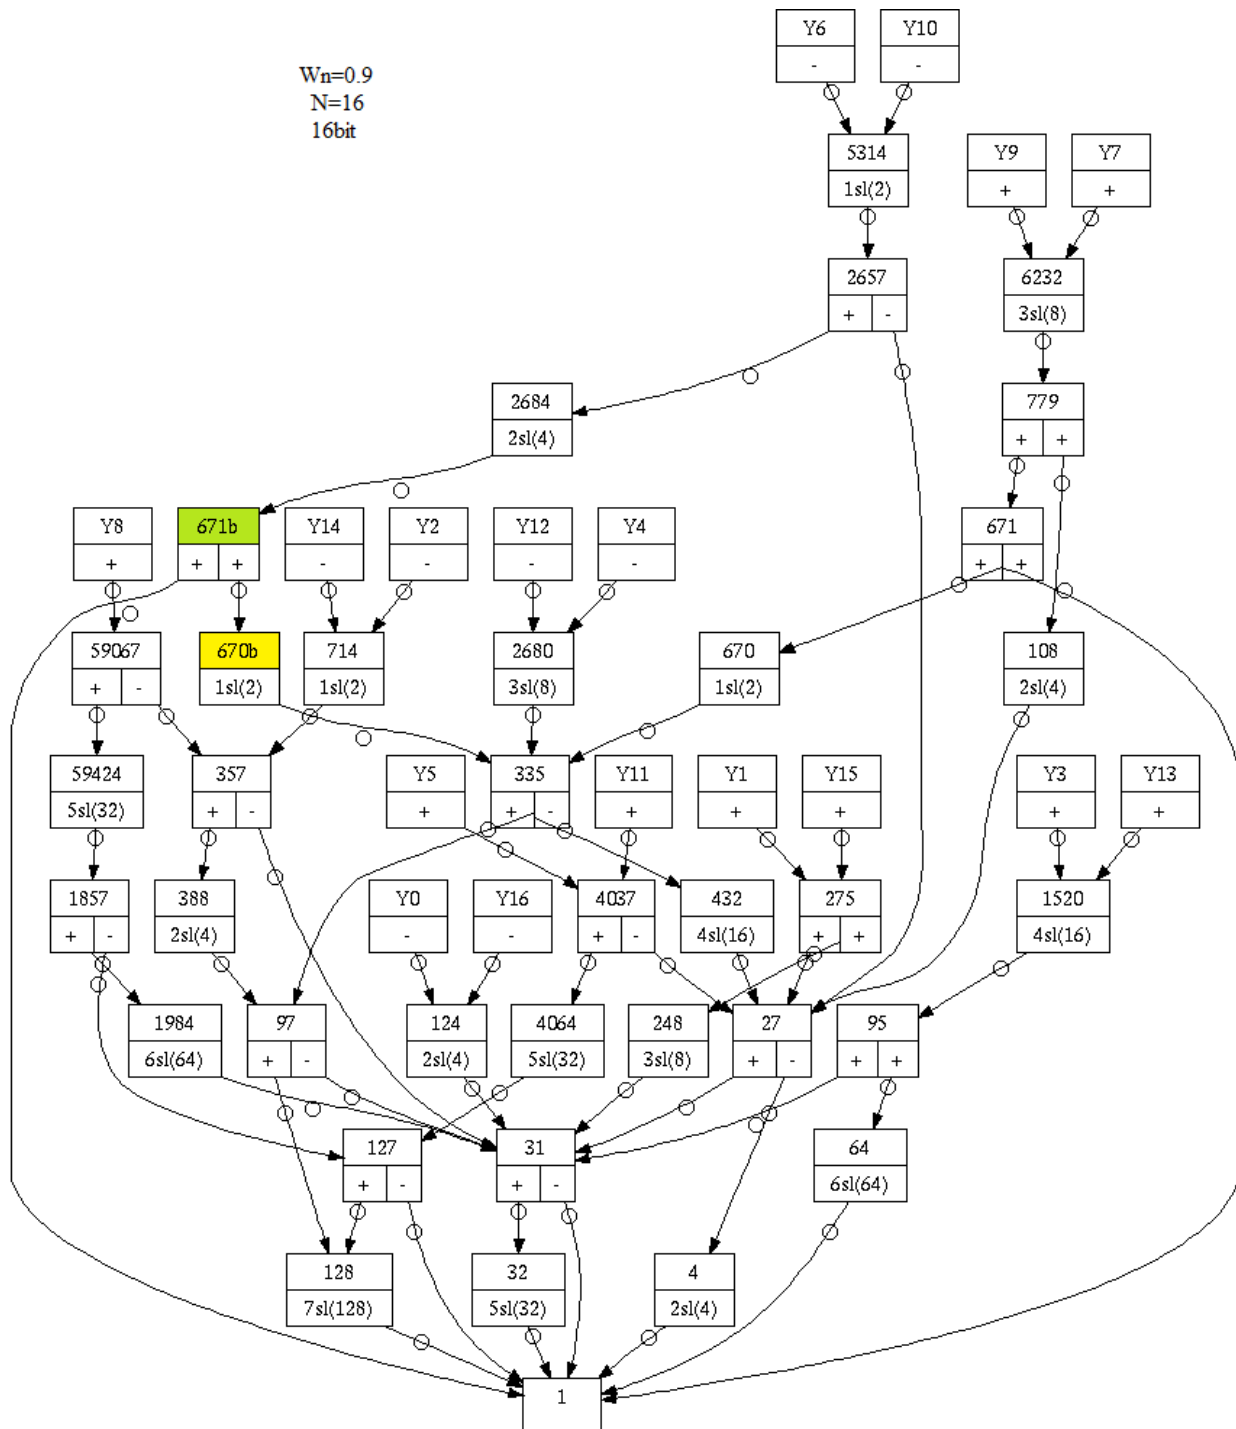 Y6 Y10
- -
Wn=0.9
N=16
16bit
5314 Y9 Y7
1sl(2) + +
2657 6232
+ - 3sl(8)
2684 779
2sl(4) + +
Y8 671b Y14 Y2 Y12 Y4 671
+ + + - - - - + +
59067 670b 714 2680 670 108
+ - 1sl(2) 1sl(2) 3sl(8) 1sl(2) 2sl(4)
59424 357 Y5 335 Y11 Y1 Y15 Y3 Y13
5sl(32) + - + + - + + + + +
1857 388 Y0 Y16 4037 432 275 1520
+ - 2sl(4) - - + - 4sl(16) + + 4sl(16)
1984 97 124 4064 248 27 95
6sl(64) + - 2sl(4) 5sl(32) 3sl(8) + - + +
127 31 64
+ - + - 6sl(64)
128 32 4
7sl(128) 5sl(32) 2sl(4)
1